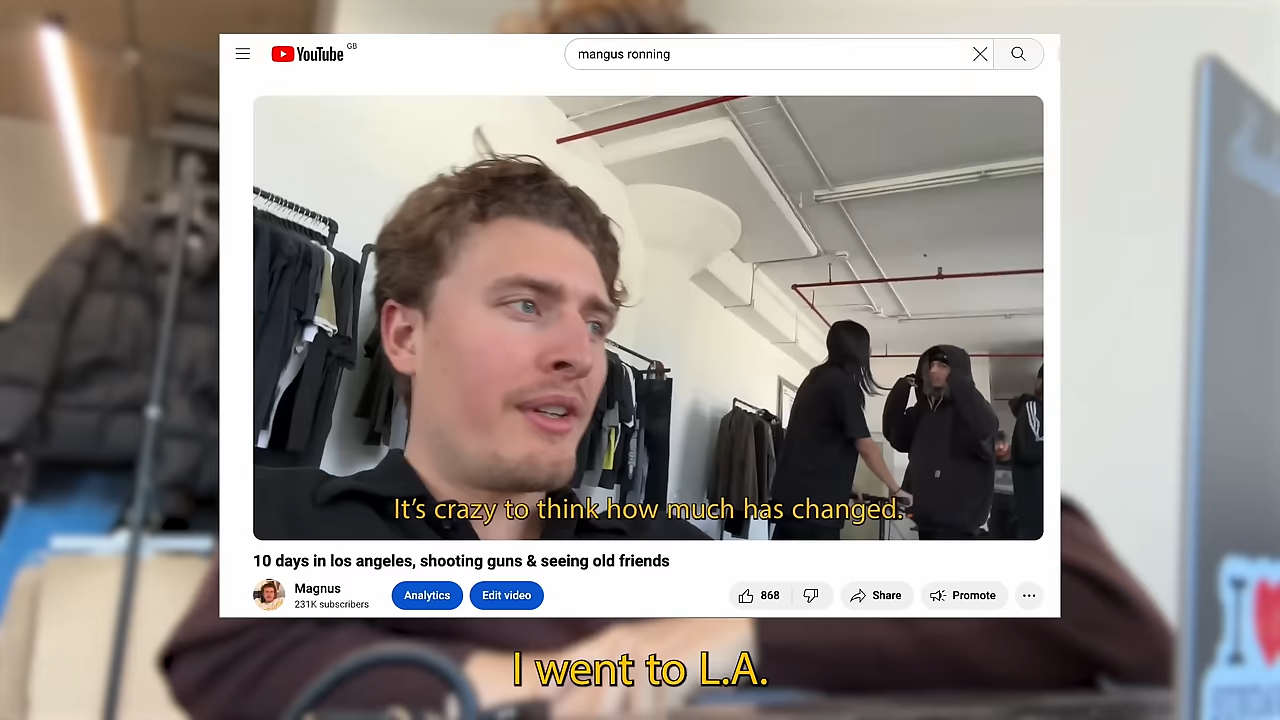 YouTube GB
mangus ronning
It's crazy to think how much has changed.
10 days in los angeles, shooting guns & seeing old friends
Magnus
231K subscribers
Analytics
Edit video
868
Share
Promote
I went to L.A.
I